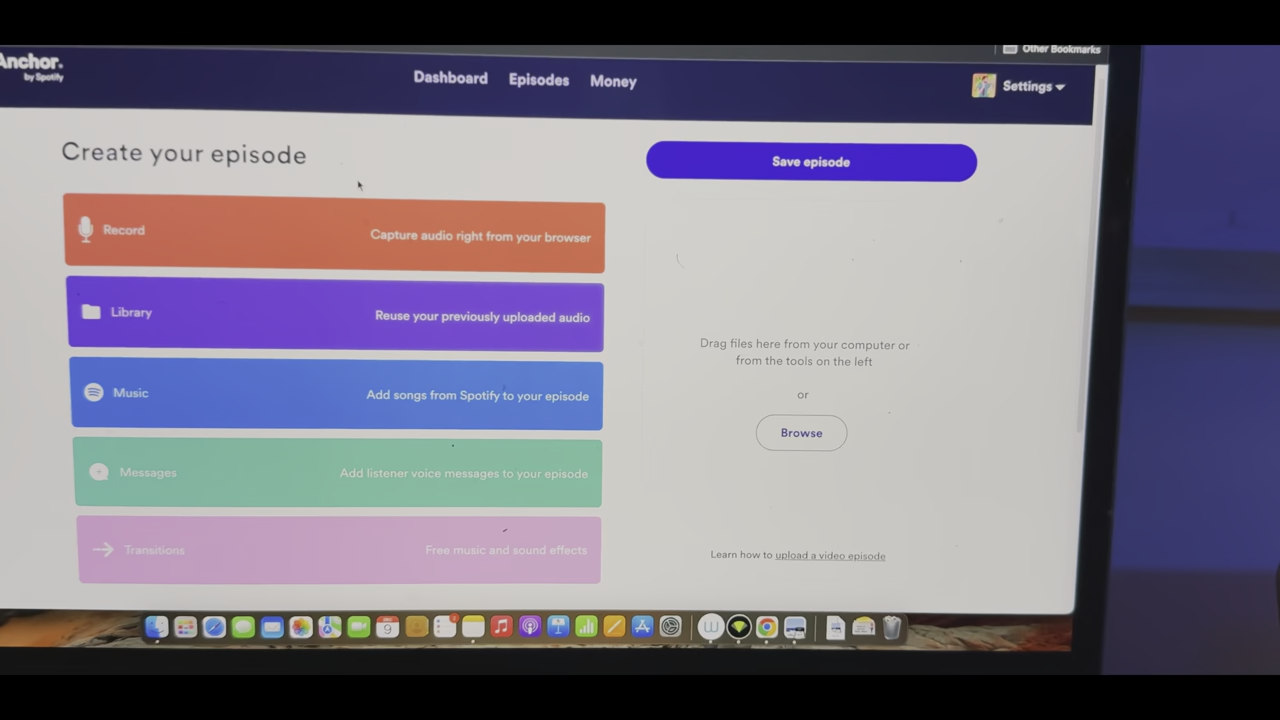 Other Bookmarks
Anchor.
by Spotify
Dashboard
Episodes
Money
Settings
Create your episode
Save episode
Record
Capture audio right from your browser
Library
Reuse your previously uploaded audio
Music
Add songs from Spotify to your episode
Messages
Add listener voice messages to your episode
Transitions
Free music and sound effects
Drag files here from your computer or
from the tools on the left
or
Browse
Learn how to upload a video episode
9